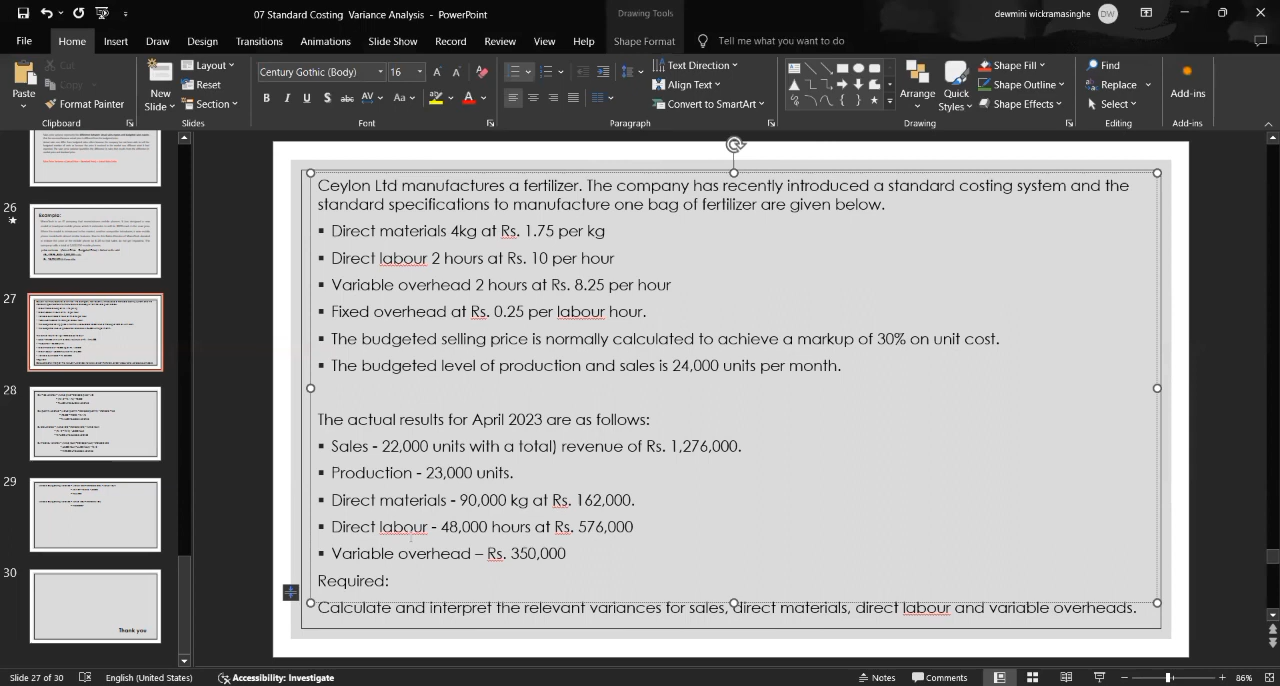 07 Standard Costing Variance Analysis - PowerPoint
Drawing Tools
dewmini wickramasinghe
DW
File
Home
Insert
Draw
Design
Transitions
Animations
Slide Show
Record
Review
View
Help
Shape Format
Tell me what you want to do
Paste
Cut
Copy
Format Painter
Clipboard
New Slide
Layout
Reset
Section
Slides
Century Gothic (Body)
16
Font
Text Direction
Align Text
Convert to SmartArt
Paragraph
Arrange
Quick Styles
Shape Fill
Shape Outline
Shape Effects
Drawing
Find
Replace
Select
Editing
Add-ins
Add-ins
26
Example:
27
28
29
30
Thank you
Ceylon Ltd manufactures a fertilizer. The company has recently introduced a standard costing system and the
standard specifications to manufacture one bag of fertilizer are given below.
▪ Direct materials 4kg at Rs. 1.75 per kg
▪ Direct labour 2 hours at Rs. 10 per hour
▪ Variable overhead 2 hours at Rs. 8.25 per hour
▪ Fixed overhead at Rs. 0.25 per labour hour.
▪ The budgeted selling price is normally calculated to achieve a markup of 30% on unit cost.
▪ The budgeted level of production and sales is 24,000 units per month.
The actual results for April 2023 are as follows:
▪ Sales - 22,000 units with a total) revenue of Rs. 1,276,000.
▪ Production - 23,000 units,
▪ Direct materials - 90,000 kg at Rs. 162,000.
▪ Direct labour - 48,000 hours at Rs. 576,000
▪ Variable overhead – Rs. 350,000
Required:
Calculate and interpret the relevant variances for sales, direct materials, direct labour and variable overheads.
Slide 27 of 30
English (United States)
Accessibility: Investigate
Notes
Comments
86%